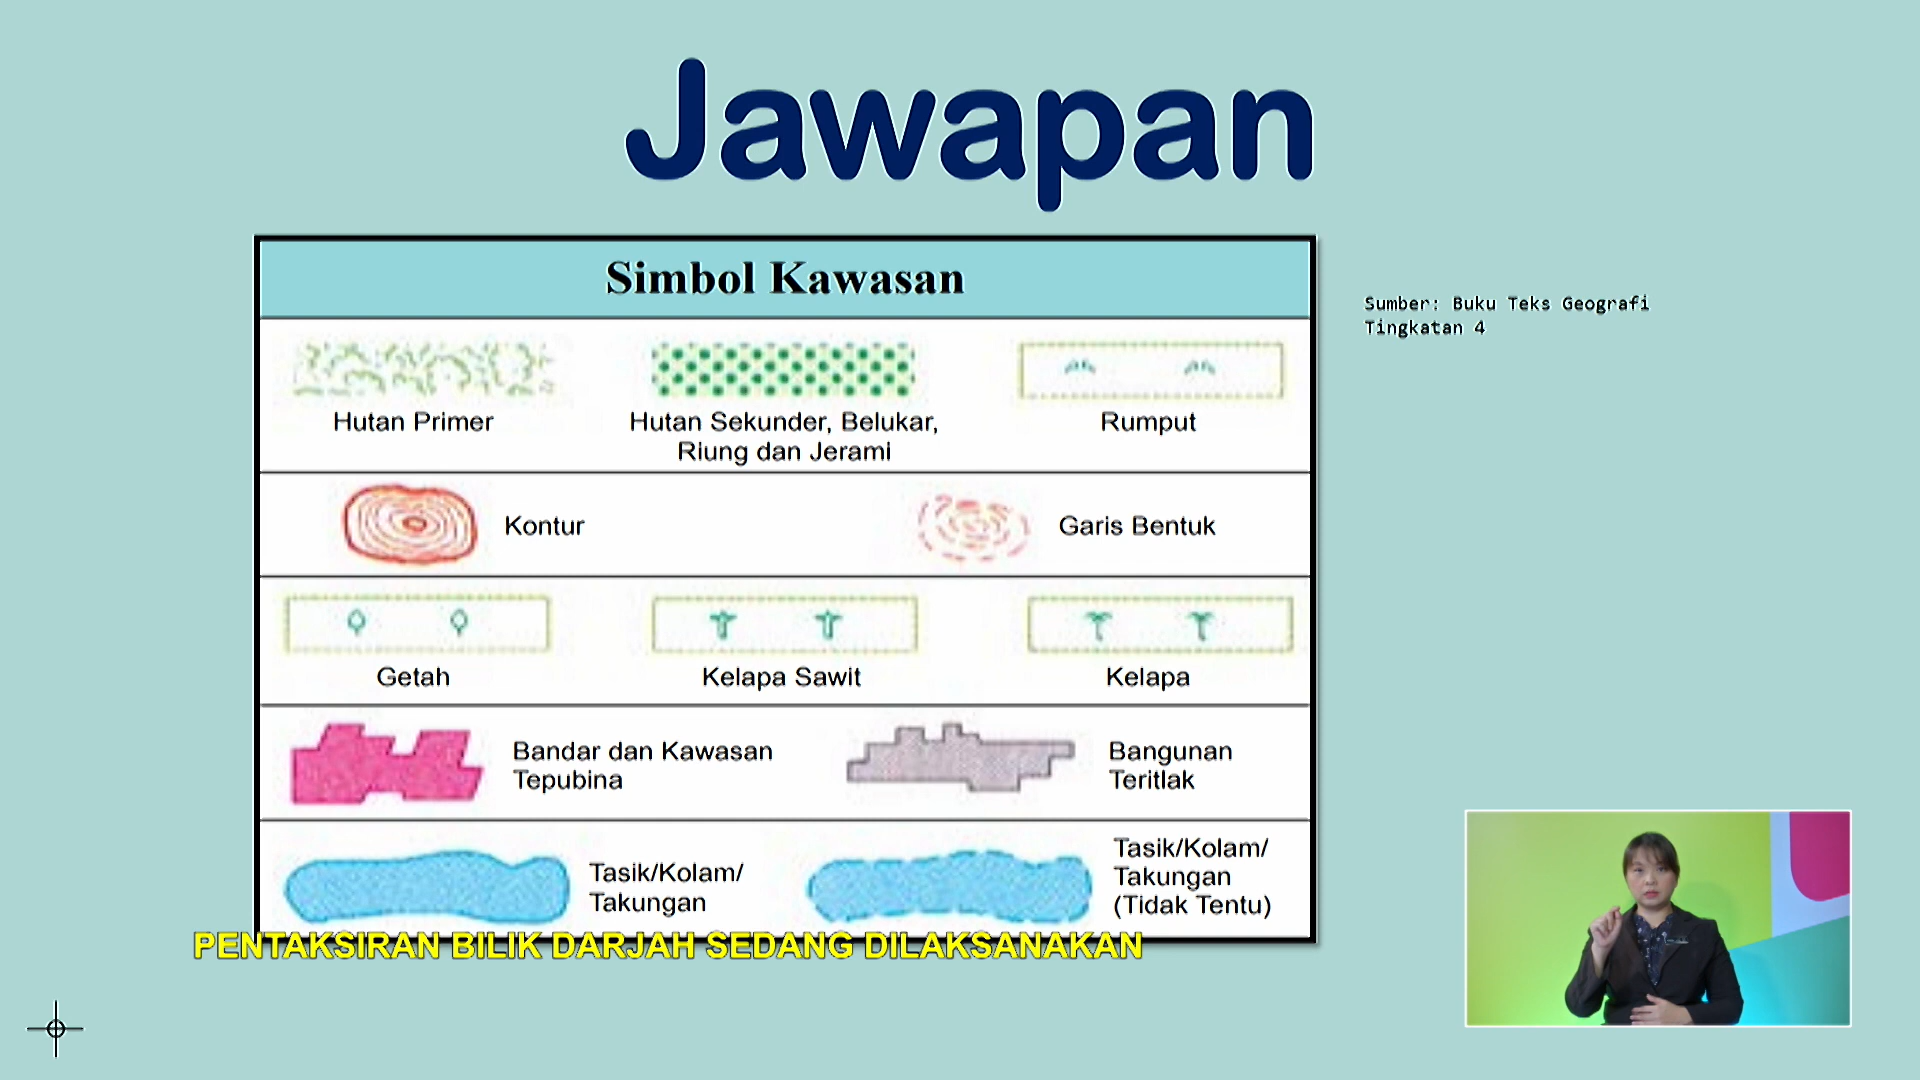 Jawapan
Simbol Kawasan
Sumber: Buku Teks Geografi
Tingkatan 4
Hutan Primer
Hutan Sekunder, Belukar,
Riung dan Jerami
Rumput
Kontur
Garis Bentuk
Getah
Kelapa Sawit
Kelapa
Bandar dan Kawasan
Tepubina
Bangunan
Teritlak
Tasik/Kolam/
Takungan
Tasik/Kolam/
Takungan
(Tidak Tentu)
PENTAKSIRAN BILIK DARJAH SEDANG DILAKSANAKAN